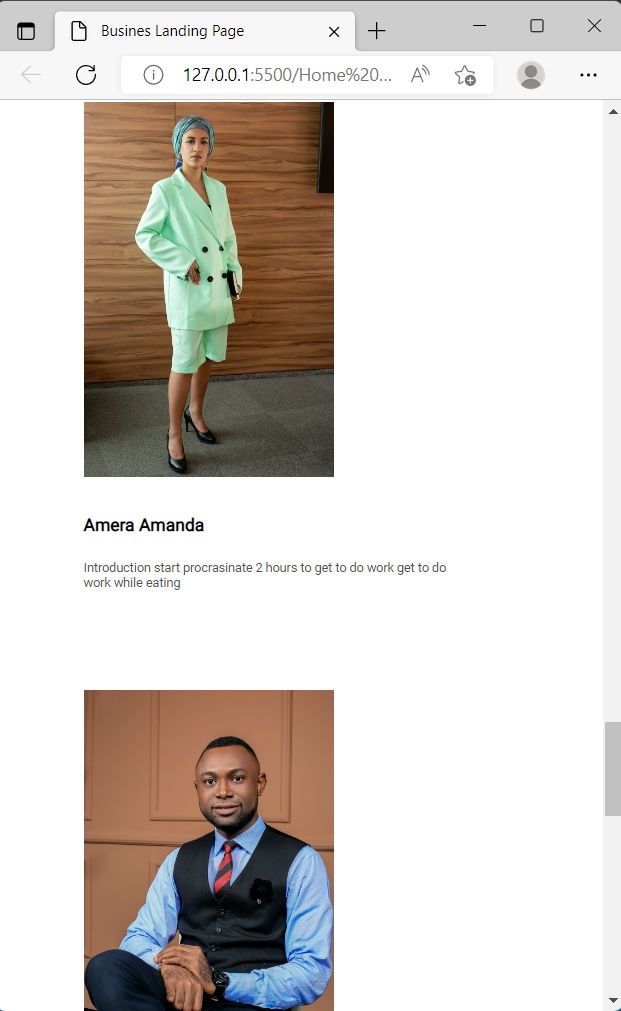 Busines Landing Page
127.0.0.1:5500/Home%20...
Amera Amanda
Introduction start procrasinate 2 hours to get to do work get to do
work while eating